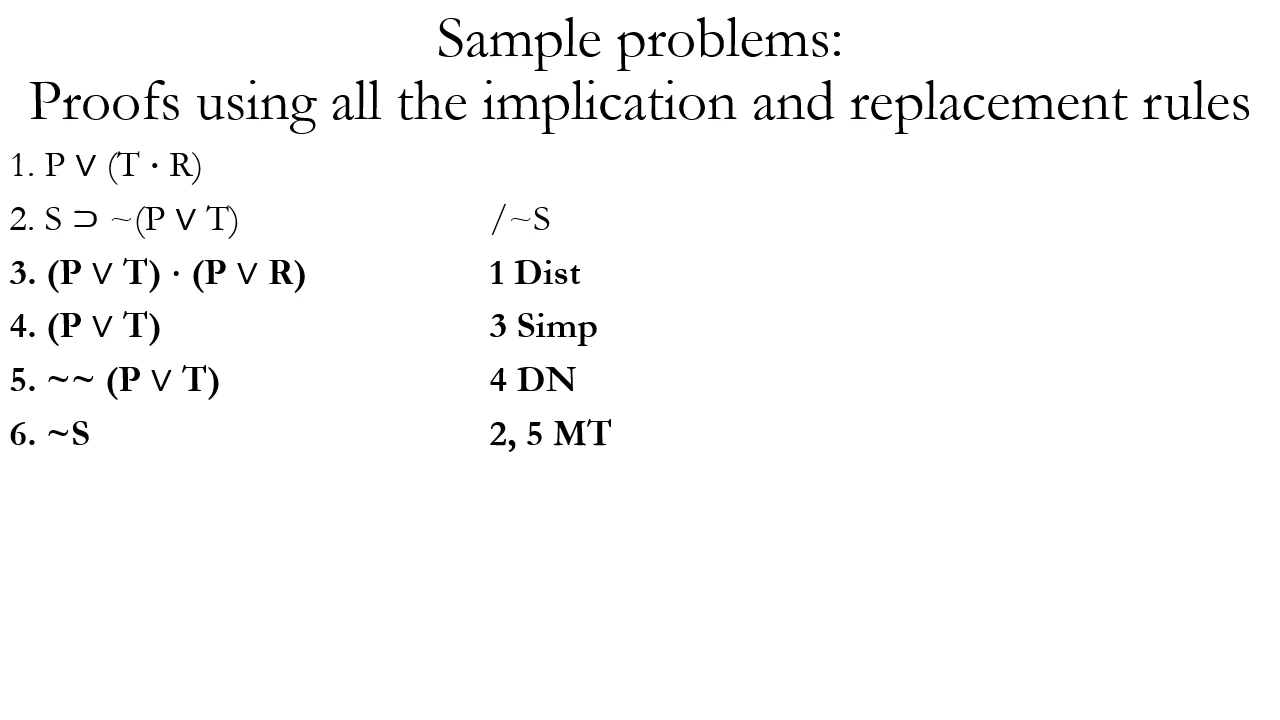 Sample problems:
Proofs using all the implication and replacement rules
1. P ∨ (T · R)
2. S ⊃ ~(P ∨ T) /~S
3. (P ∨ T) · (P ∨ R) 1 Dist
4. (P ∨ T) 3 Simp
5. ~~ (P ∨ T) 4 DN
6. ~S 2, 5 MT